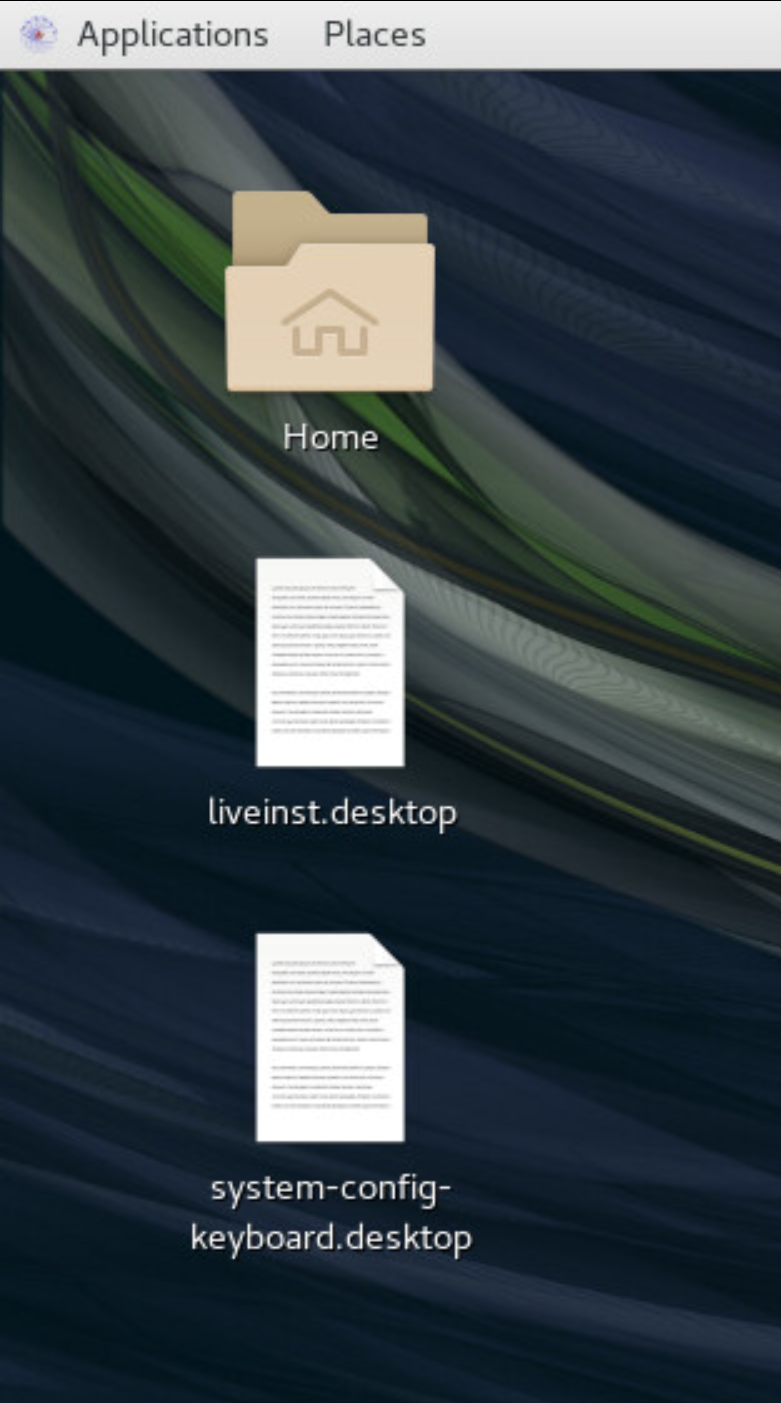 Applications Places
Home
liveinst.desktop
system-config-
keyboard.desktop